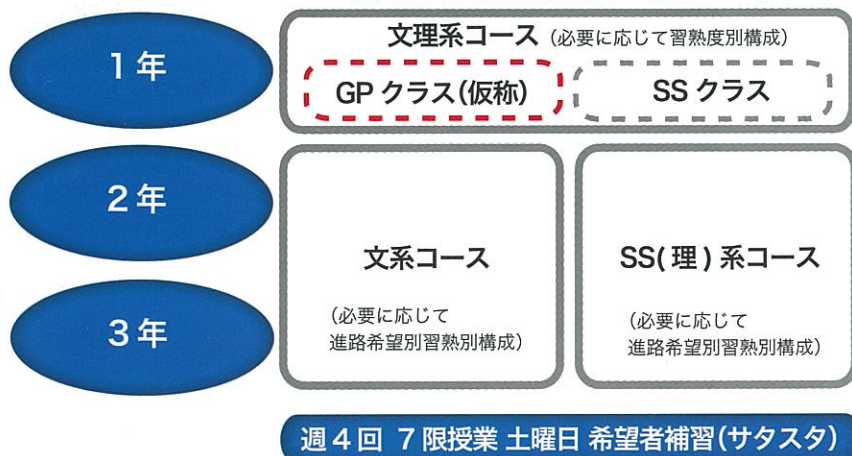 1年
文理系コース (必要に応じて習熟度別構成)
GPクラス(仮称)
SSクラス
2年
3年
文系コース
(必要に応じて
進路希望別習熟別構成)
SS(理)系コース
(必要に応じて
進路希望別習熟別構成)
週4回 7限授業 土曜日 希望者補習(サタスタ)